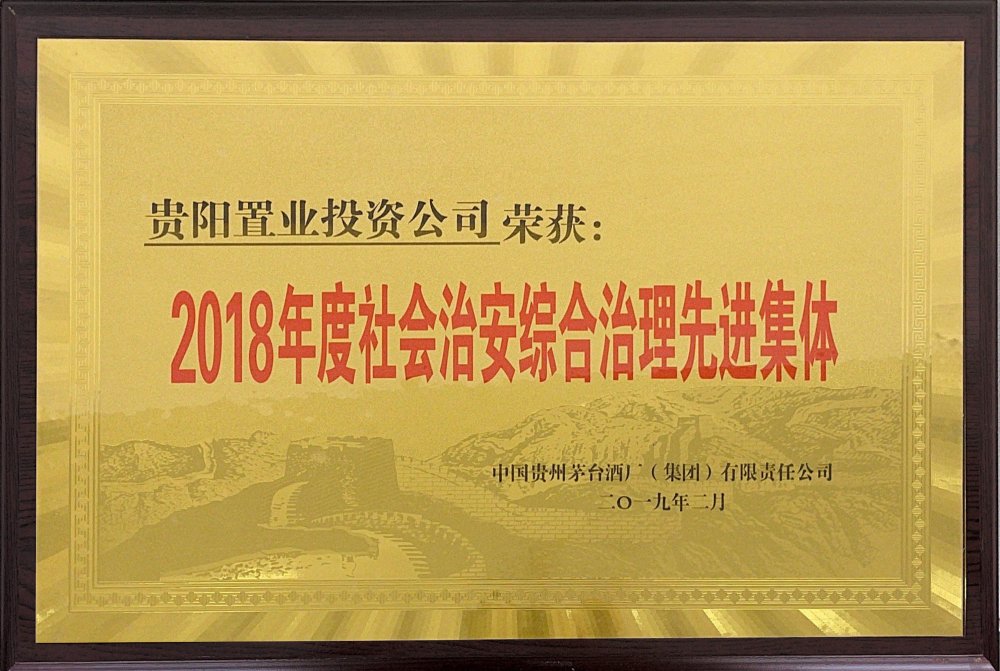 贵阳置业投资公司 荣获：
2018年度社会治安综合治理先进集体
中国贵州茅台酒厂（集团）有限责任公司
二〇一九年二月